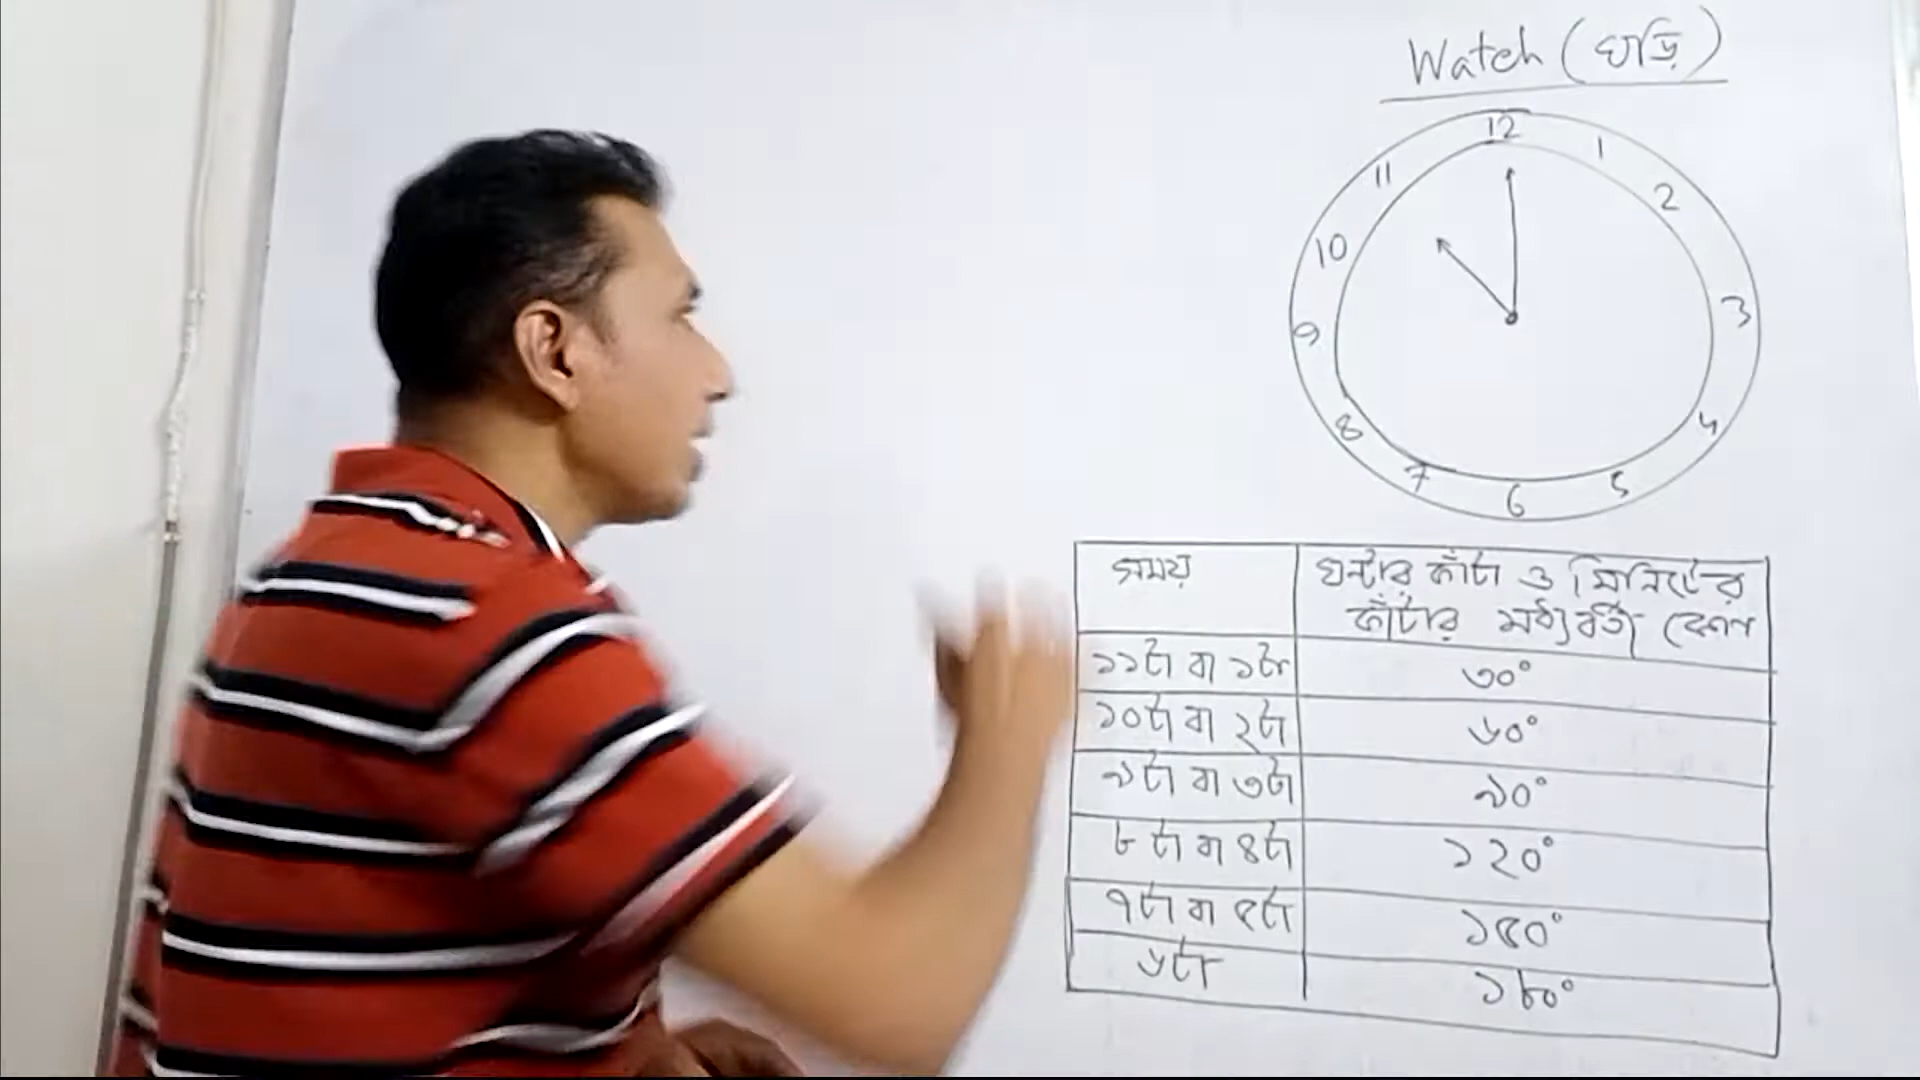 Watch (ঘড়ি)
12
1
11
2
10
3
9
4
8
7
5
6
সময়
ঘন্টার কাঁটা ও মিনিটের
কাঁটার মধ্যবর্তী কোণ
১১টা বা ১টা
৩০°
১০টা বা ২টা
৬০°
৯টা বা ৩টা
৯০°
৮টা বা ৪টা
১২০°
৭টা বা ৫টা
১৫০°
৬টা
১৮০°